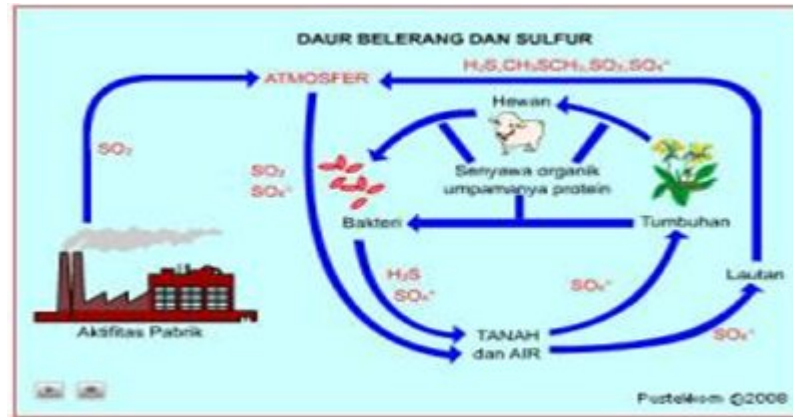 DAUR BELERANG DAN SULFUR
ATMOSFER
H₂S,CH₃SCH₃,SO₂,SO₄⁼
Hewan
SO₂
SO₂
SO₄⁼
Senyawa organik
umpamanya protein
Bakteri
Tumbuhan
H₂S
SO₄⁼
SO₄⁼
Lautan
Aktifitas Pabrik
TANAH
dan AIR
SO₄⁼
Pustekkom ©2008